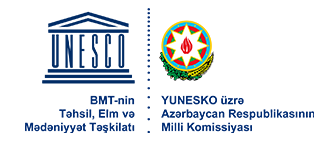 UNESCO
BMT-nin
Təhsil, Elm və
Mədəniyyət Təşkilatı
YUNESKO üzrə
Azərbaycan Respublikasının
Milli Komissiyası